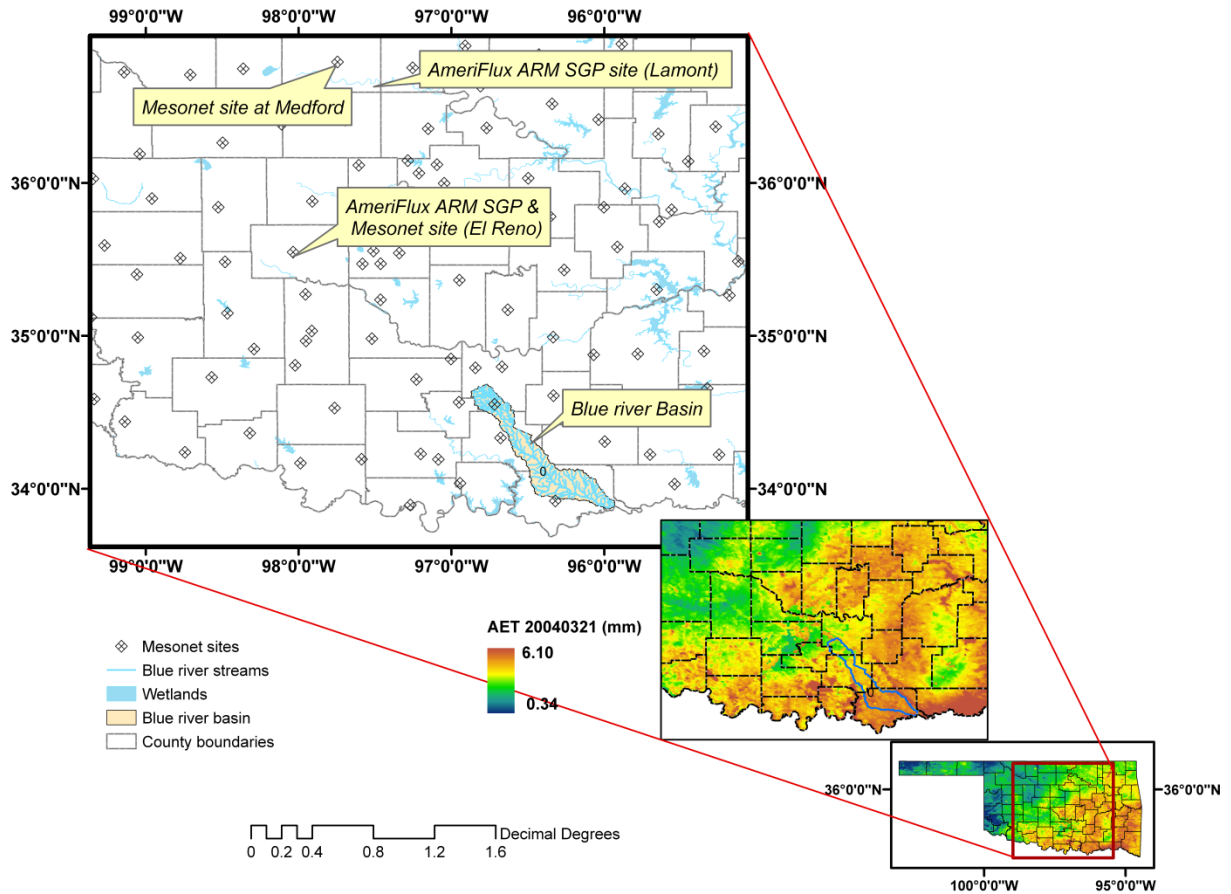 99°0'0"W 98°0'0"W 97°0'0"W 96°0'0"W
AmeriFlux ARM SGP site (Lamont)
Mesonet site at Medford
36°0'0"N 36°0'0"N
AmeriFlux ARM SGP &
Mesonet site (El Reno)
35°0'0"N 35°0'0"N
Blue river Basin
0
34°0'0"N 34°0'0"N
99°0'0"W 98°0'0"W 97°0'0"W 96°0'0"W
AET 20040321 (mm)
6.10
0.34
0
Mesonet sites
Blue river streams
Wetlands
Blue river basin
County boundaries
36°0'0"N 36°0'0"N
Decimal Degrees
0 0.2 0.4 0.8 1.2 1.6
100°0'0"W 95°0'0"W